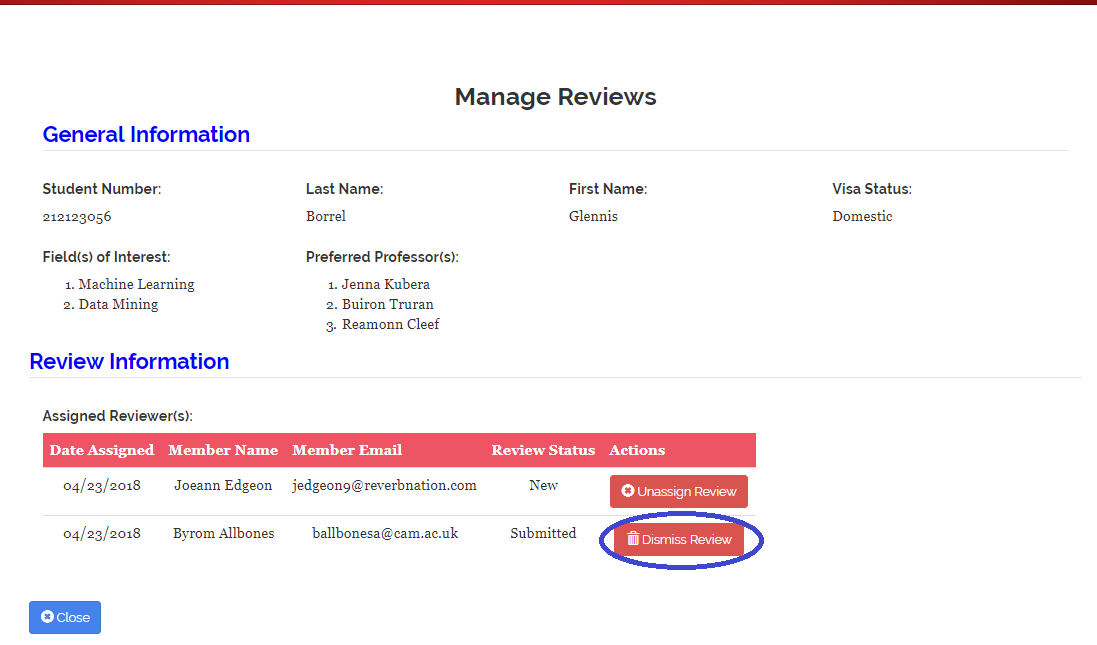 Manage Reviews
General Information
Student Number: Last Name: First Name: Visa Status:
212123056 Borrel Glennis Domestic
Field(s) of Interest: Preferred Professor(s):
1. Machine Learning 1. Jenna Kubera
2. Data Mining 2. Buiron Truran
3. Reamonn Cleef
Review Information
Assigned Reviewer(s):
Date Assigned Member Name Member Email Review Status Actions
04/23/2018 Joeann Edgeon jedgeon9@reverbnation.com New Unassign Review
04/23/2018 Byrom Allbones ballbonesa@cam.ac.uk Submitted Dismiss Review
Close